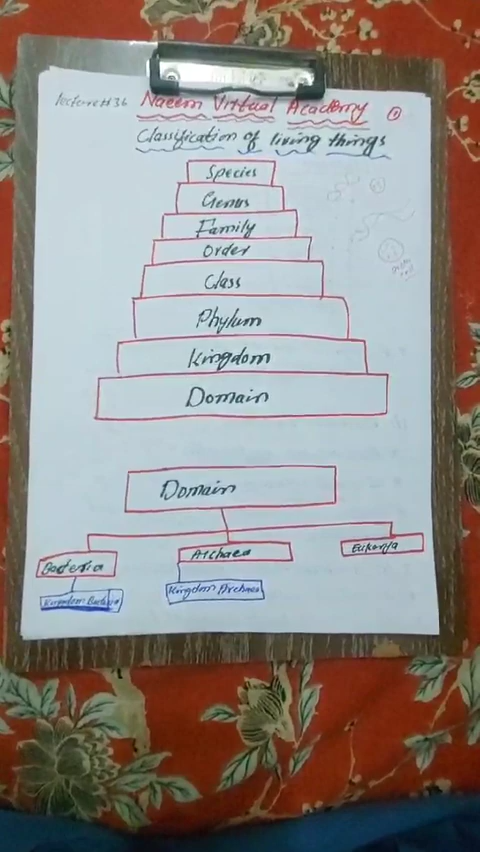 lecture#36 Naeem Virtual Academy
Classification of living things
Species
Genus
Family
Order
Class
Phylum
Kingdom
Domain
Domain
Bacteria Archaea Eukarya
Kingdom Bacteria Kingdom Archaea